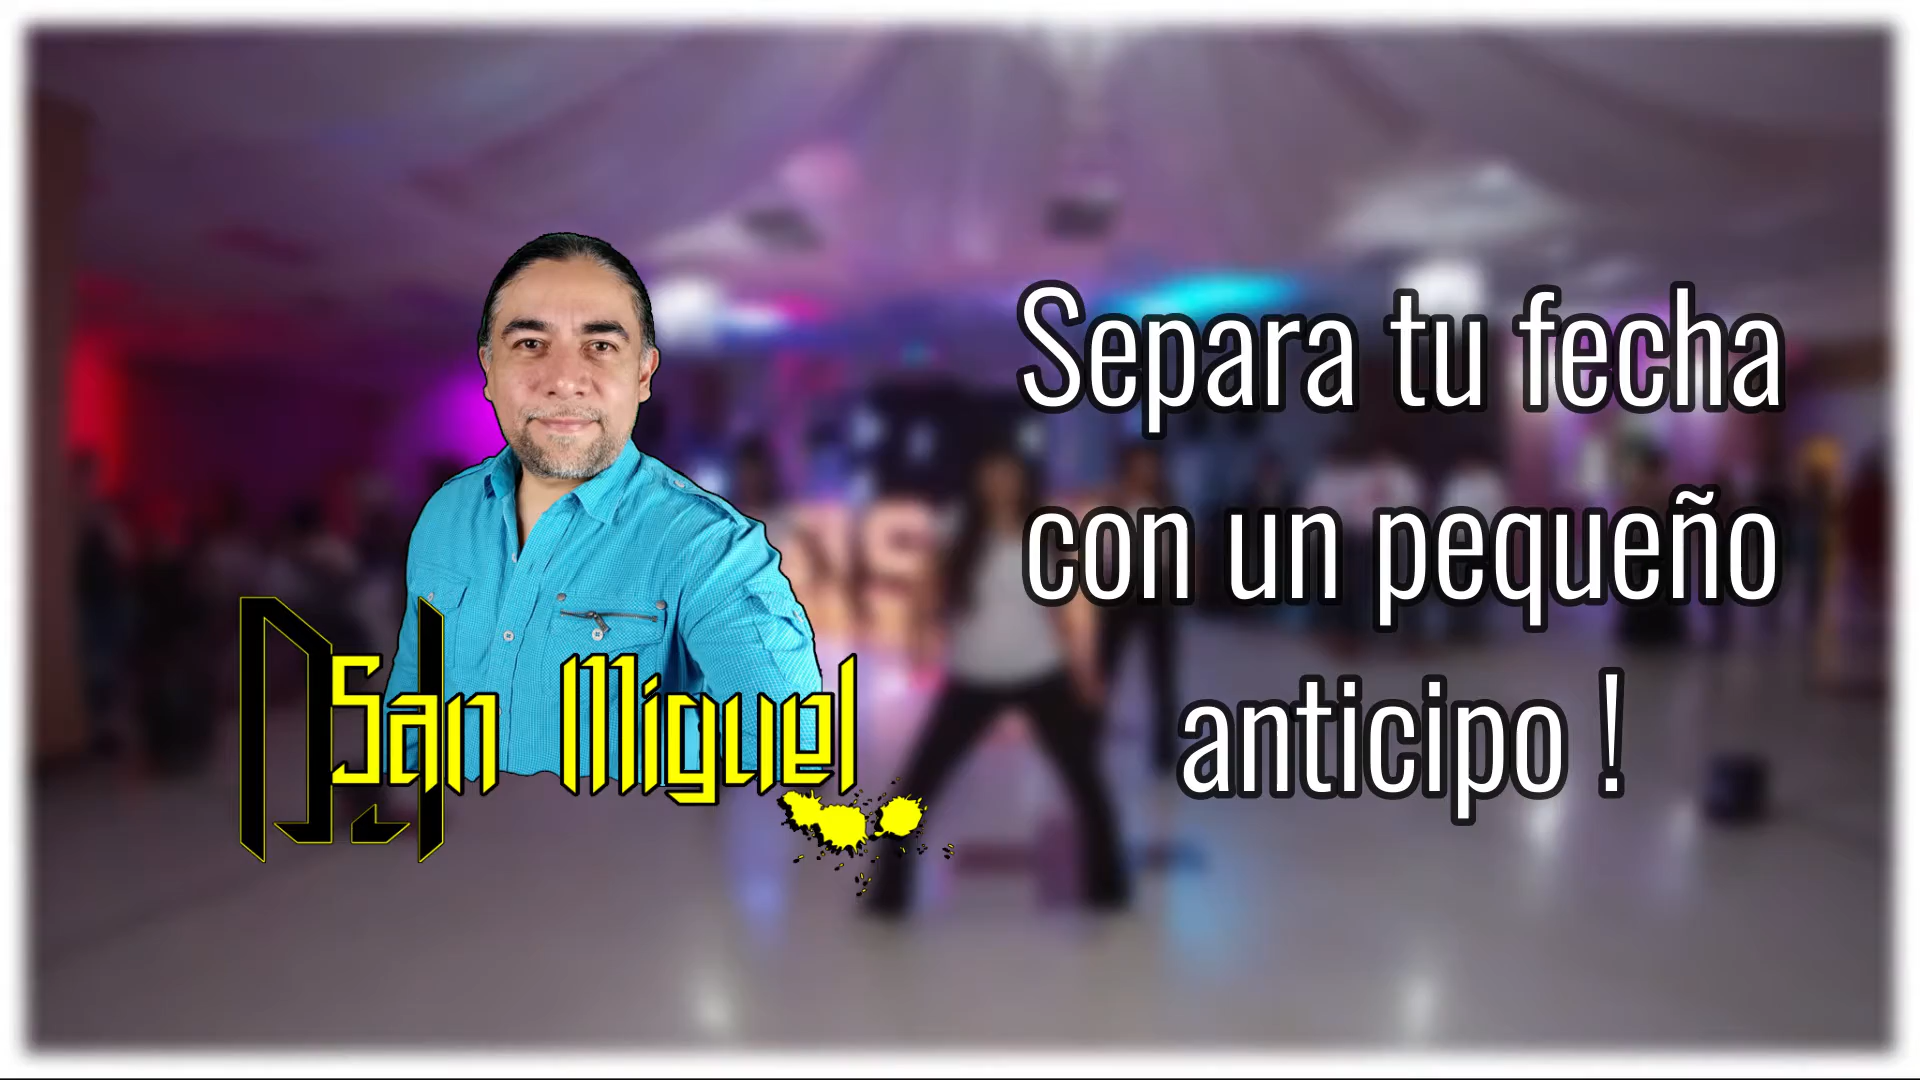 DJ
San Miguel
Separa tu fecha
con un pequeño
anticipo !